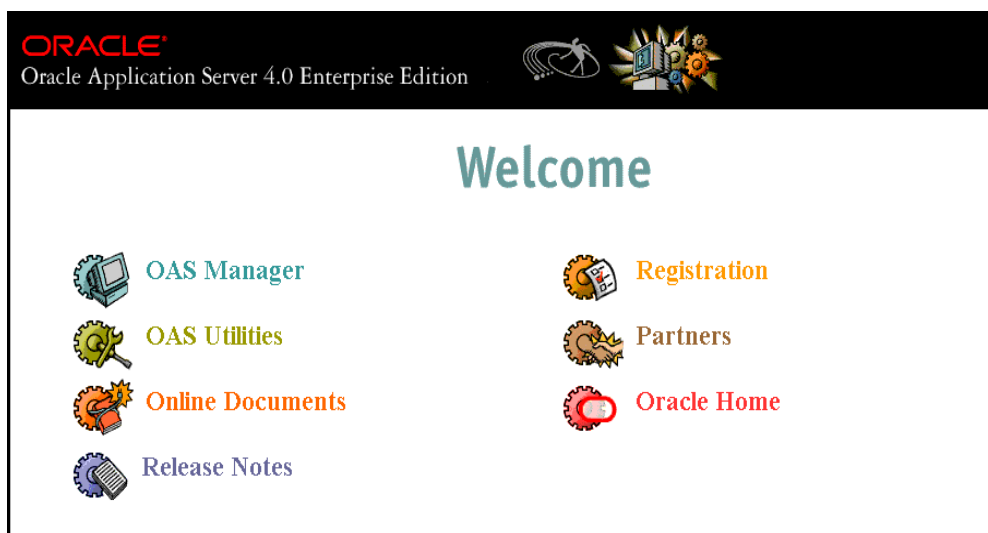 ORACLE®
Oracle Application Server 4.0 Enterprise Edition
Welcome
OAS Manager
Registration
OAS Utilities
Partners
Online Documents
Oracle Home
Release Notes